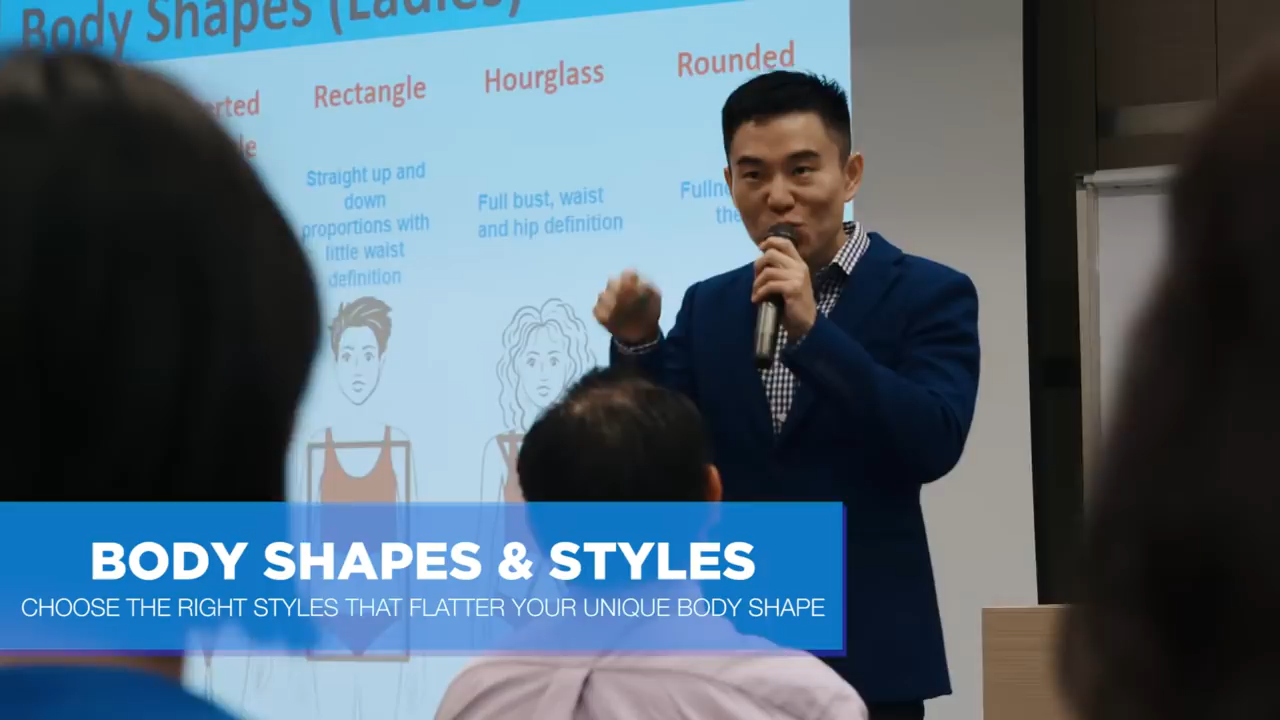 Body Shapes (Ladies)
Rectangle
Hourglass
Rounded
Straight up and
down
proportions with
little waist
definition
Full bust, waist
and hip definition
the
BODY SHAPES & STYLES
CHOOSE THE RIGHT STYLES THAT FLATTER YOUR UNIQUE BODY SHAPE